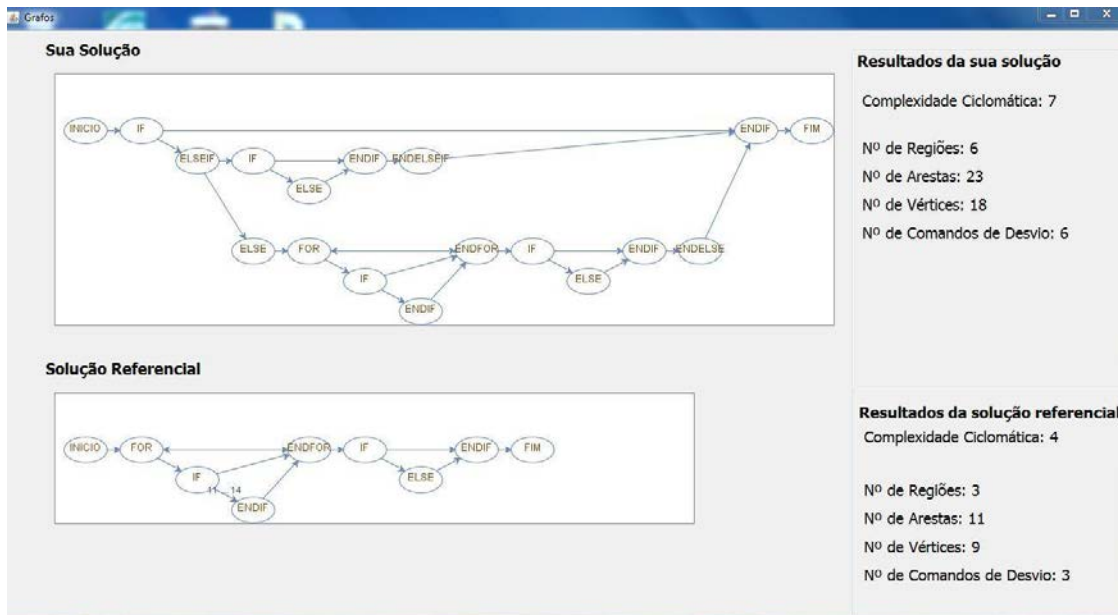 Grafos
Sua Solução
INICIO IF ENDIF FIM
ELSEIF IF ENDIF ENDELSEIF
ELSE
ELSE FOR ENDFOR IF ENDIF ENDELSE
IF ELSE
ENDIF
Resultados da sua solução
Complexidade Ciclomática: 7
Nº de Regiões: 6
Nº de Arestas: 23
Nº de Vértices: 18
Nº de Comandos de Desvio: 6
Solução Referencial
INICIO FOR ENDFOR IF ENDIF FIM
IF ELSE
11 14
ENDIF
Resultados da solução referencial
Complexidade Ciclomática: 4
Nº de Regiões: 3
Nº de Arestas: 11
Nº de Vértices: 9
Nº de Comandos de Desvio: 3